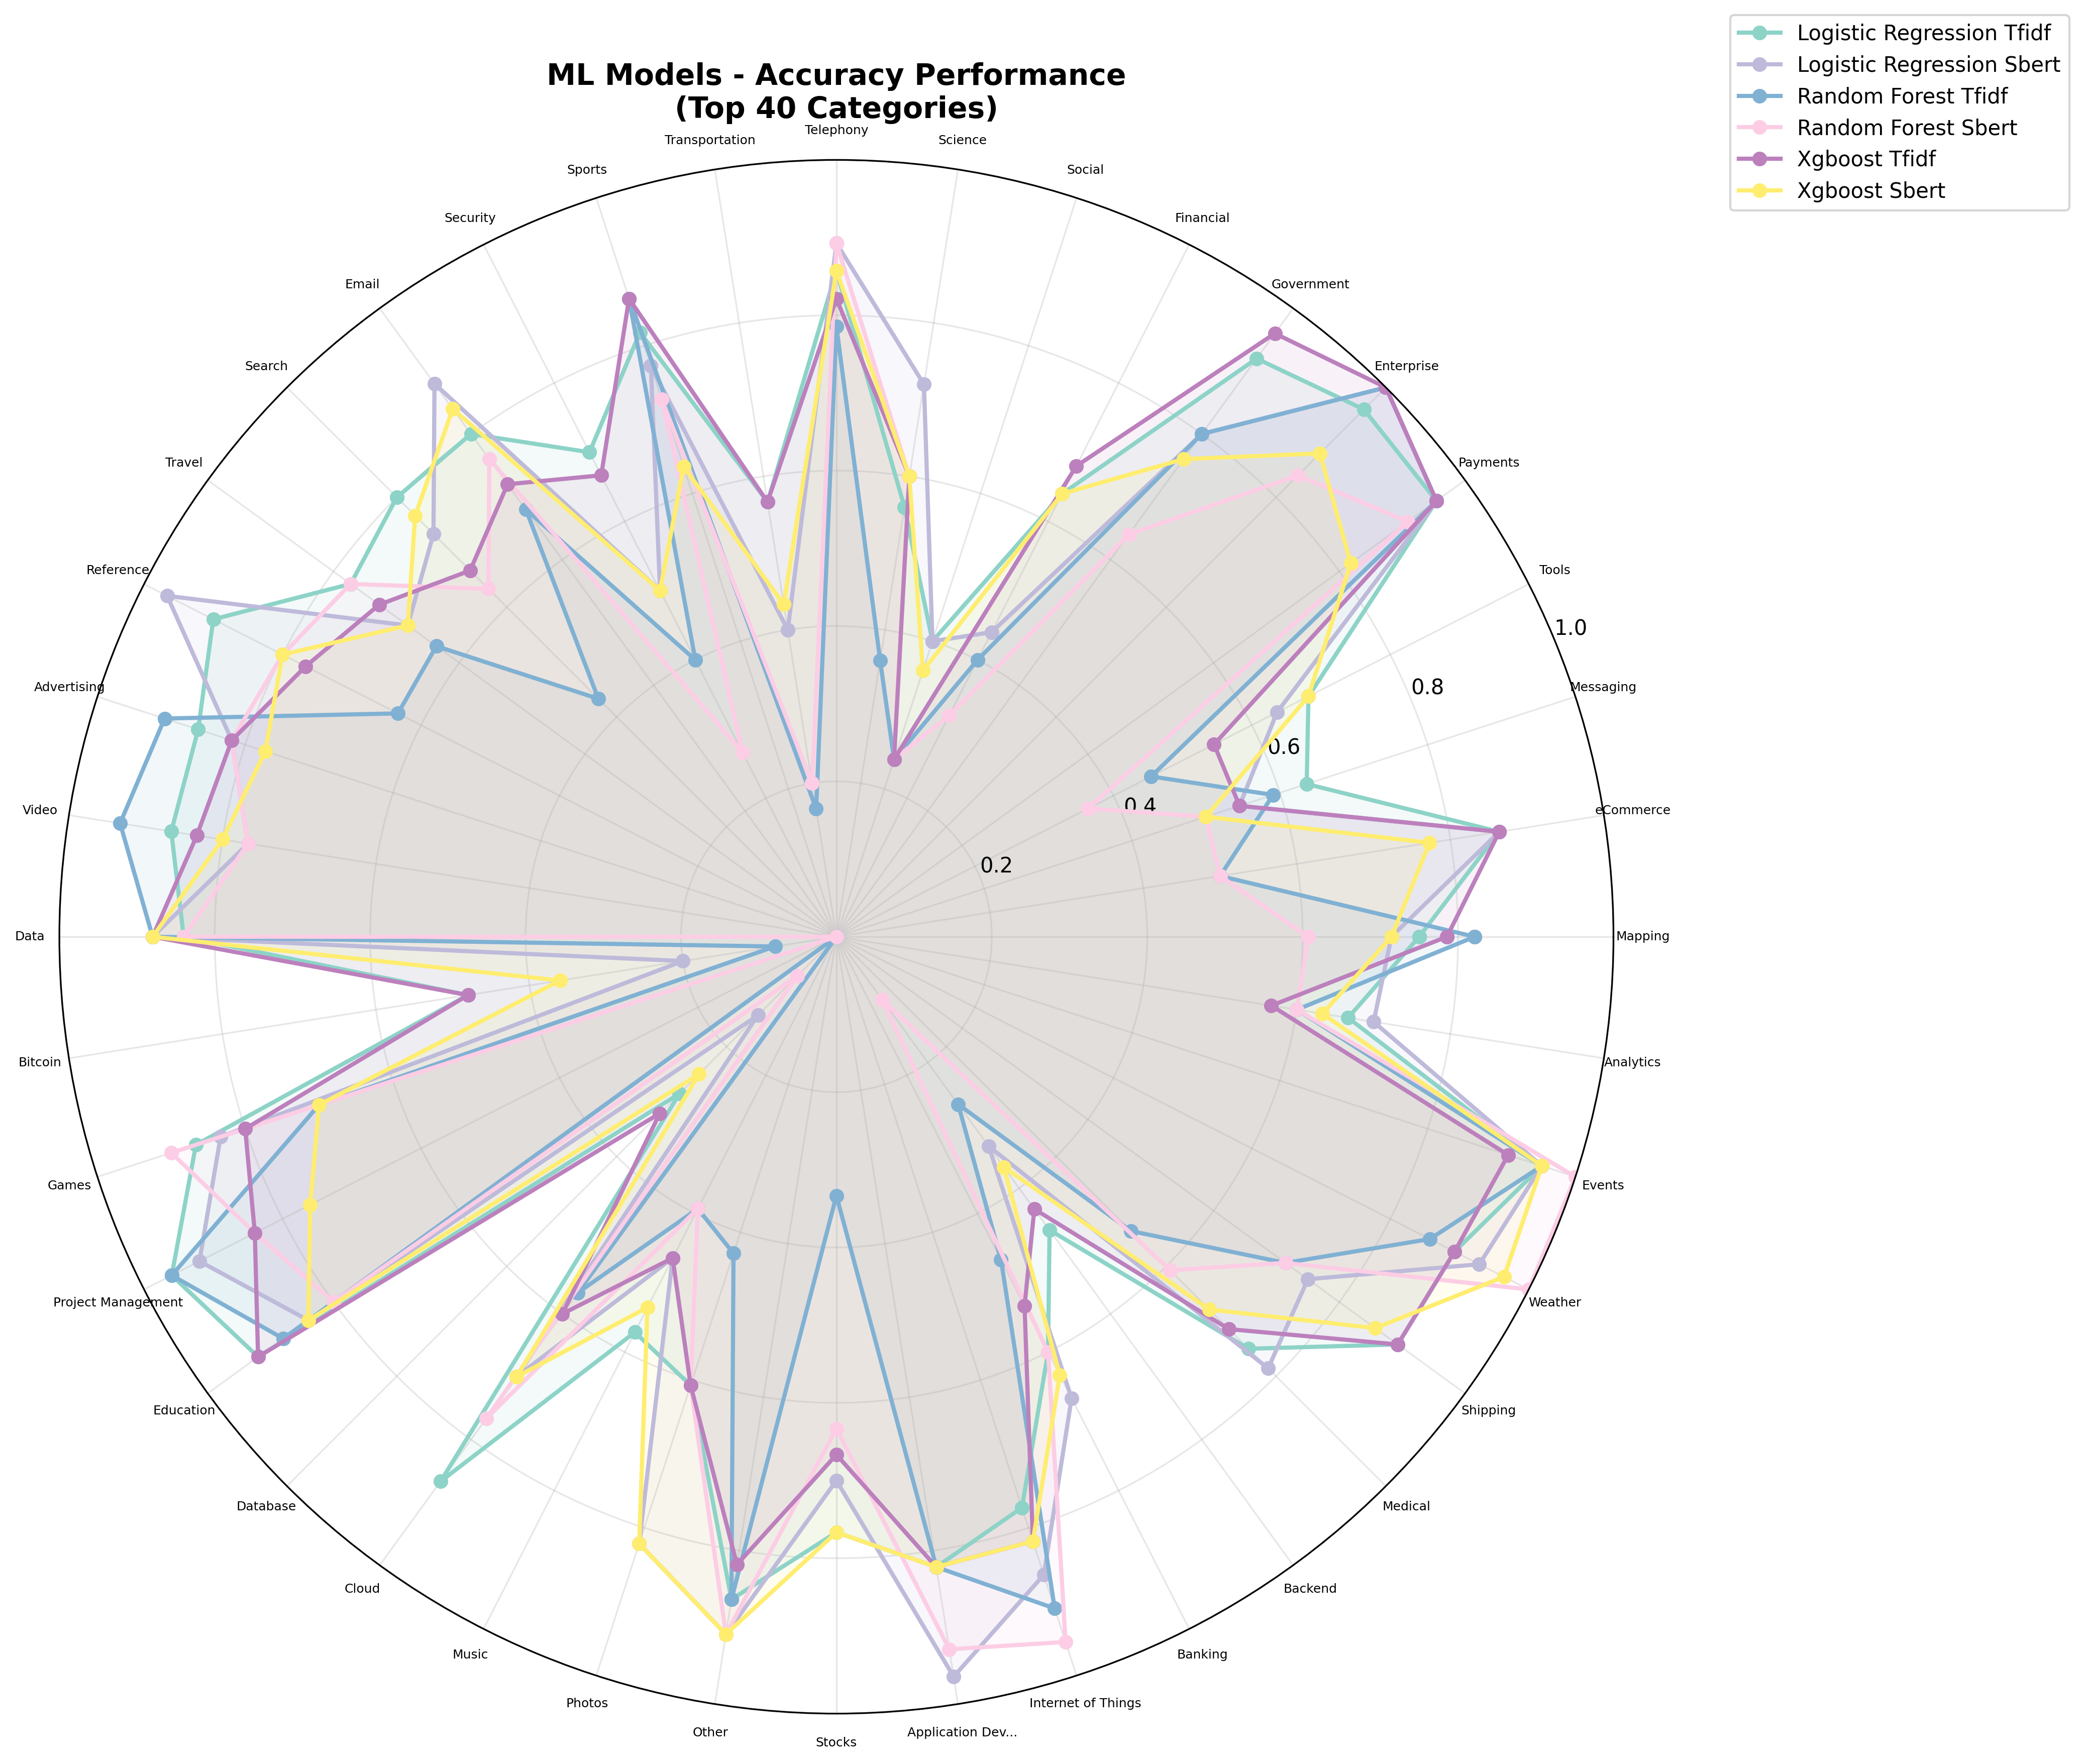 ML Models - Accuracy Performance
(Top 40 Categories)
Logistic Regression Tfidf
Logistic Regression Sbert
Random Forest Tfidf
Random Forest Sbert
Xgboost Tfidf
Xgboost Sbert
Telephony
Transportation
Science
Sports
Social
Security
Financial
Email
Government
Search
Enterprise
Travel
Payments
Reference
Tools
1.0
Advertising
0.8
Messaging
0.6
Video
0.4
eCommerce
0.2
Data
Mapping
Bitcoin
Analytics
Games
Events
Project Management
Weather
Education
Shipping
Database
Medical
Cloud
Backend
Music
Banking
Photos
Internet of Things
Other
Application Dev...
Stocks